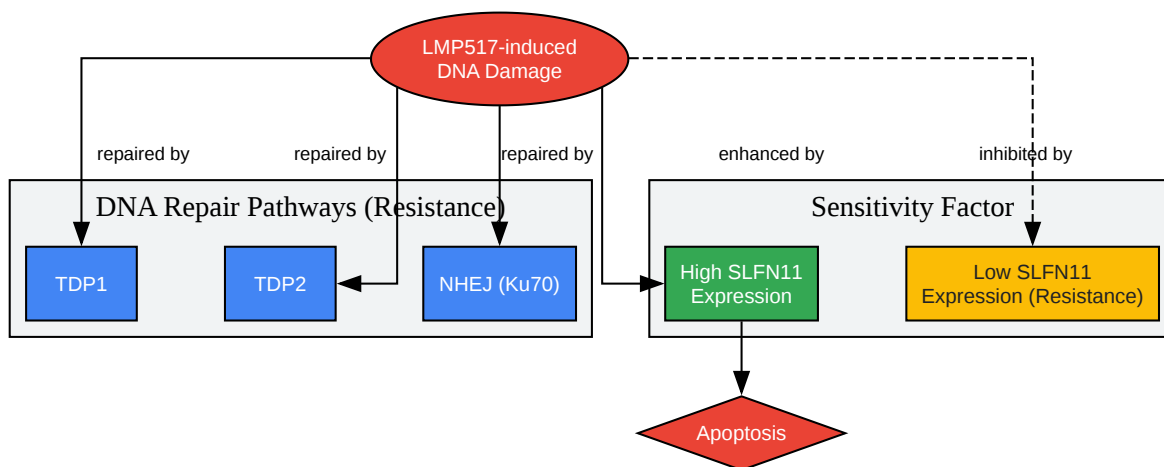 LMP517-induced
DNA Damage
repaired by
repaired by
repaired by
enhanced by
inhibited by
DNA Repair Pathways (Resistance)
Sensitivity Factor
TDP1
TDP2
NHEJ (Ku70)
High SLFN11
Expression
Low SLFN11
Expression (Resistance)
Apoptosis